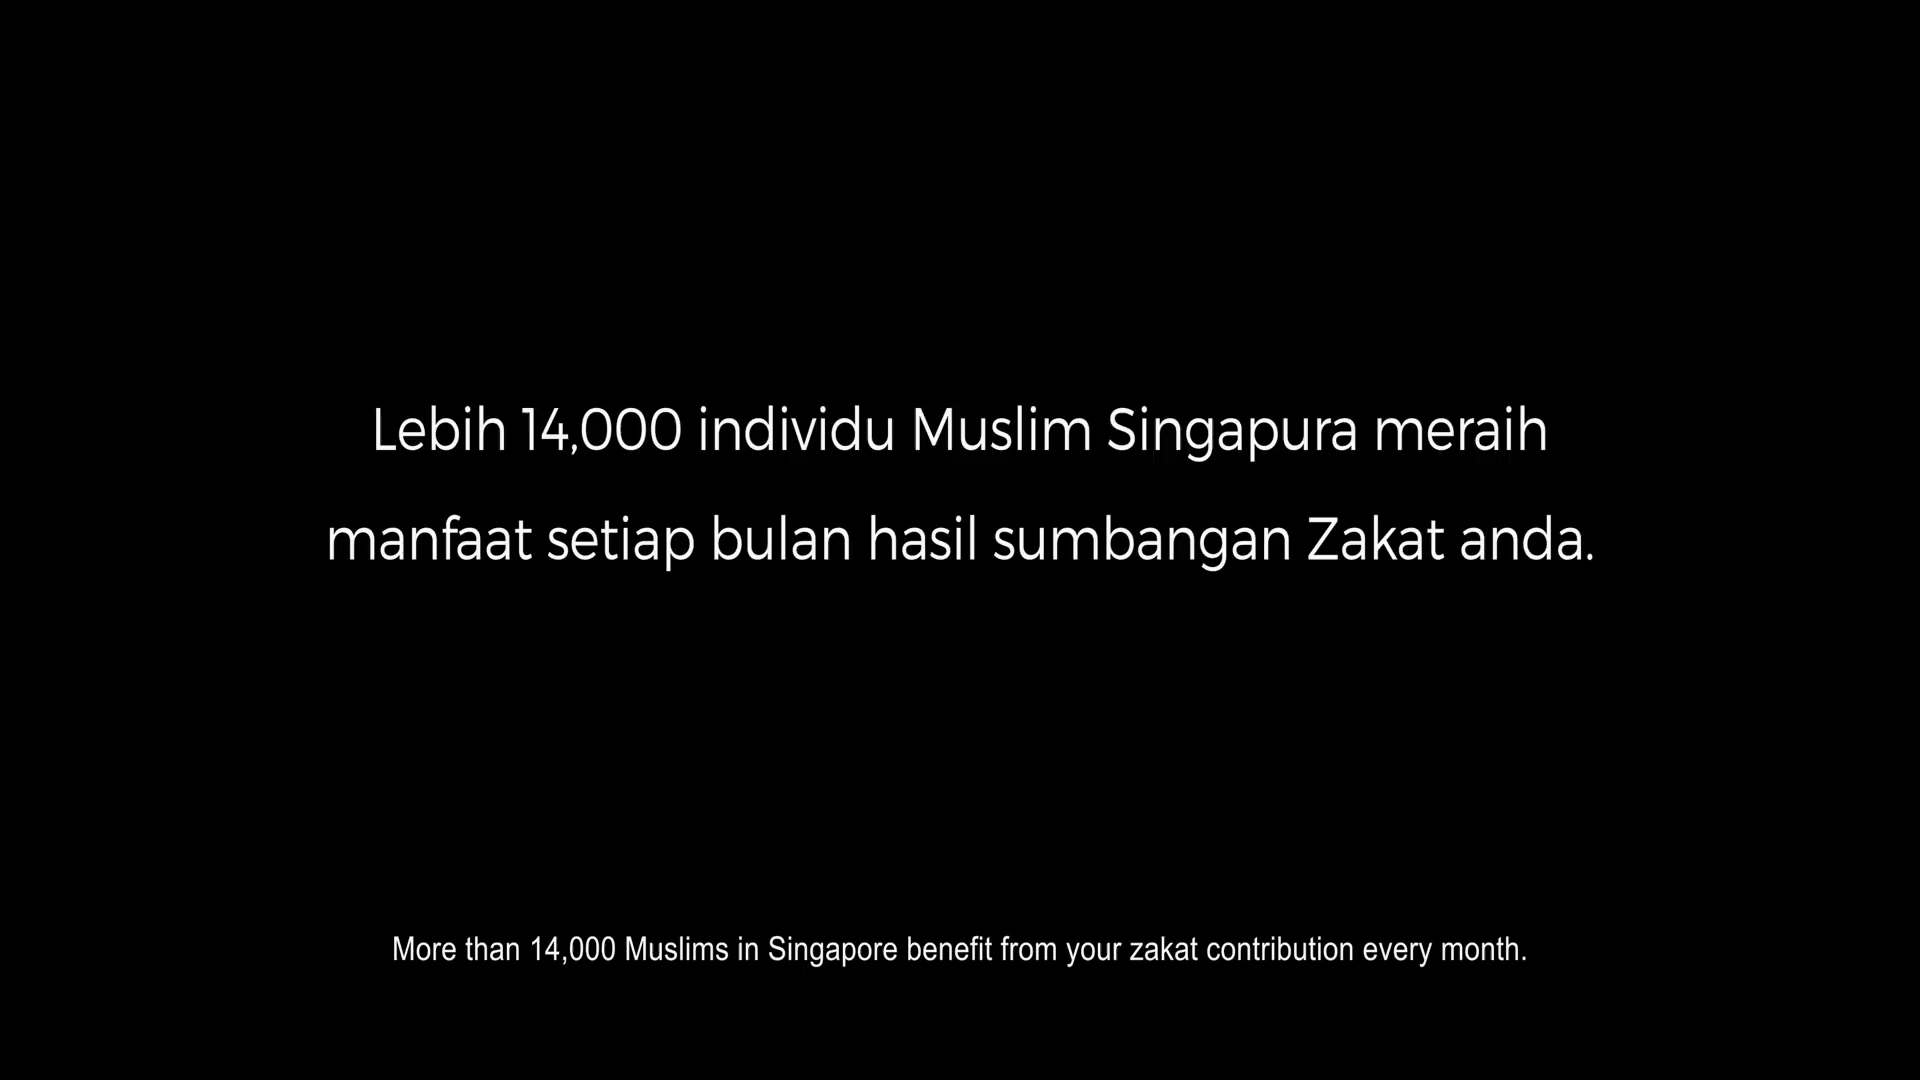 Lebih 14,000 individu Muslim Singapura meraih
manfaat setiap bulan hasil sumbangan Zakat anda.
More than 14,000 Muslims in Singapore benefit from your zakat contribution every month.